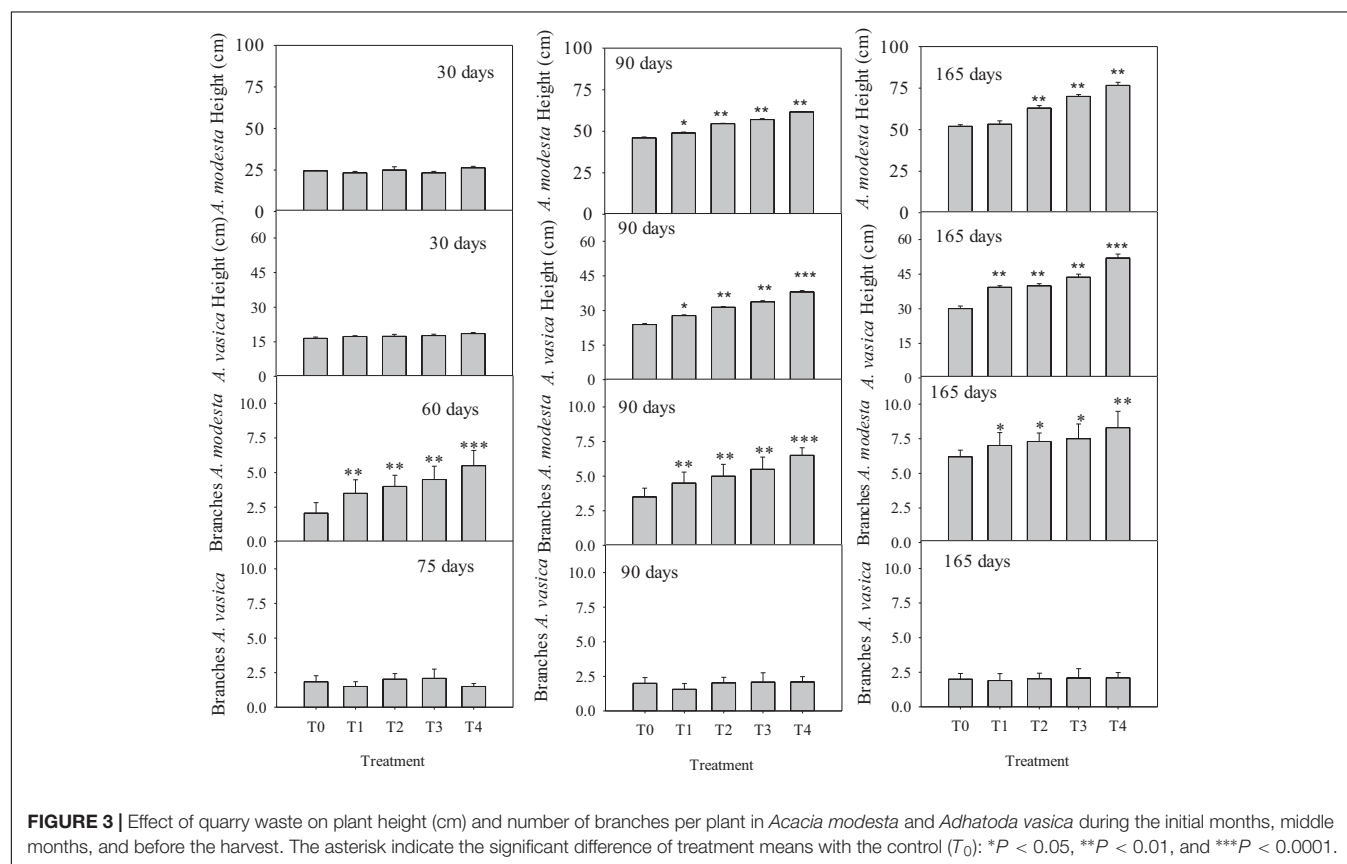 A. modesta Height (cm)
100
75
50
25
0
30 days
A. modesta Height (cm)
100
75
50
25
0
90 days
*
**
**
**
A. modesta Height (cm)
100
75
50
25
0
165 days
**
**
**
A. vasica Height (cm)
60
45
30
15
0
30 days
A. vasica Height (cm)
60
45
30
15
0
90 days
*
**
**
***
A. vasica Height (cm)
60
45
30
15
0
165 days
**
**
**
***
Branches A. modesta
10.0
7.5
5.0
2.5
0.0
60 days
**
**
**
***
Branches A. modesta
10.0
7.5
5.0
2.5
0.0
90 days
**
**
**
***
Branches A. modesta
10.0
7.5
5.0
2.5
0.0
165 days
*
*
*
**
Branches A. vasica
10.0
7.5
5.0
2.5
0.0
75 days
T0 T1 T2 T3 T4
Treatment
Branches A. vasica
10.0
7.5
5.0
2.5
0.0
90 days
T0 T1 T2 T3 T4
Treatment
Branches A. vasica
10.0
7.5
5.0
2.5
0.0
165 days
T0 T1 T2 T3 T4
Treatment
FIGURE 3 | Effect of quarry waste on plant height (cm) and number of branches per plant in Acacia modesta and Adhatoda vasica during the initial months, middle
months, and before the harvest. The asterisk indicate the significant difference of treatment means with the control (T0): *P < 0.05, **P < 0.01, and ***P < 0.0001.